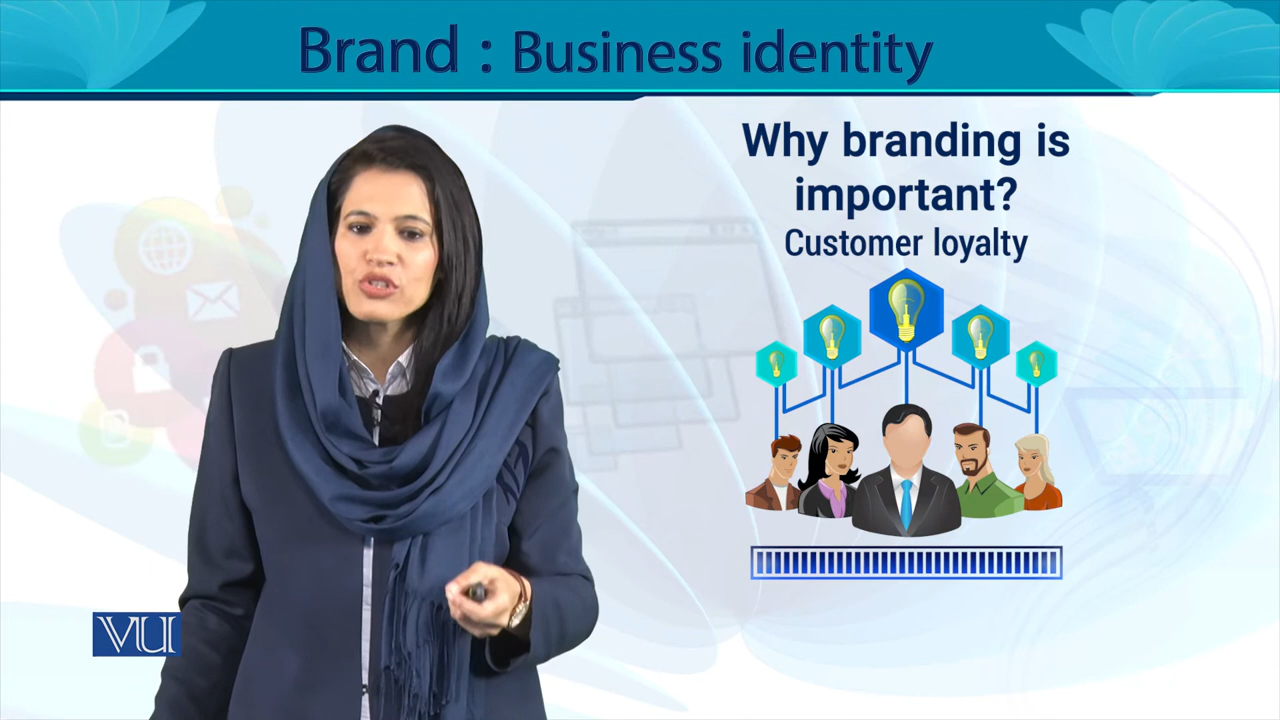 Brand : Business identity
Why branding is
important?
Customer loyalty
VU